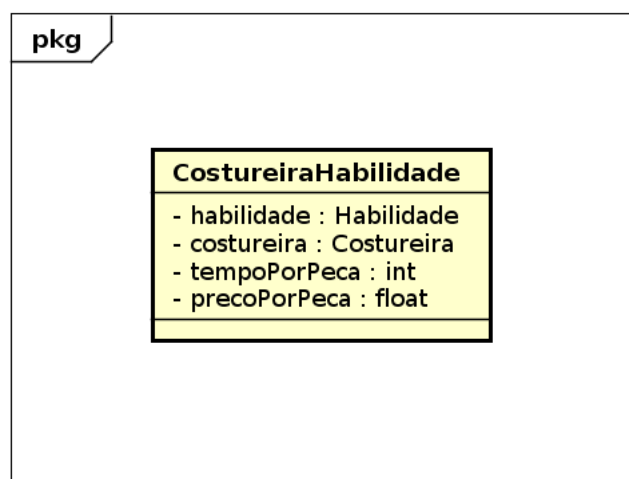 pkg
CostureiraHabilidade
- habilidade : Habilidade
- costureira : Costureira
- tempoPorPeca : int
- precoPorPeca : float